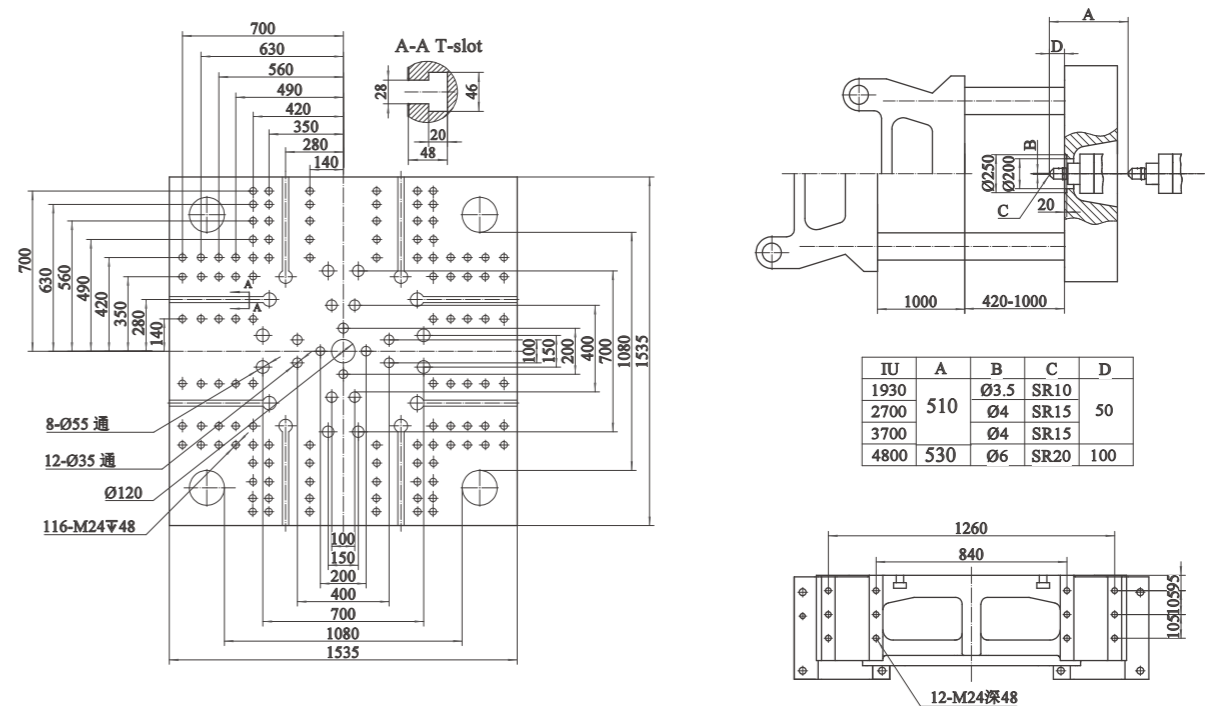 700
630
560
490
420
350
280
140
A-A T-slot
28
46
20
48
700
630
560
490
420
350
280
140
A
A
100
150
200
400
700
1080
1535
8-Ø55 通
12-Ø35 通
Ø120
116-M24↧48
100
150
200
400
700
1080
1535
A
D
B
Ø250
Ø200
20
C
1000
420-1000
IU A B C D
1930 510 Ø3.5 SR10 50
2700 Ø4 SR15
3700 Ø4 SR15
4800 530 Ø6 SR20 100
1260
840
95
105
105
12-M24深48